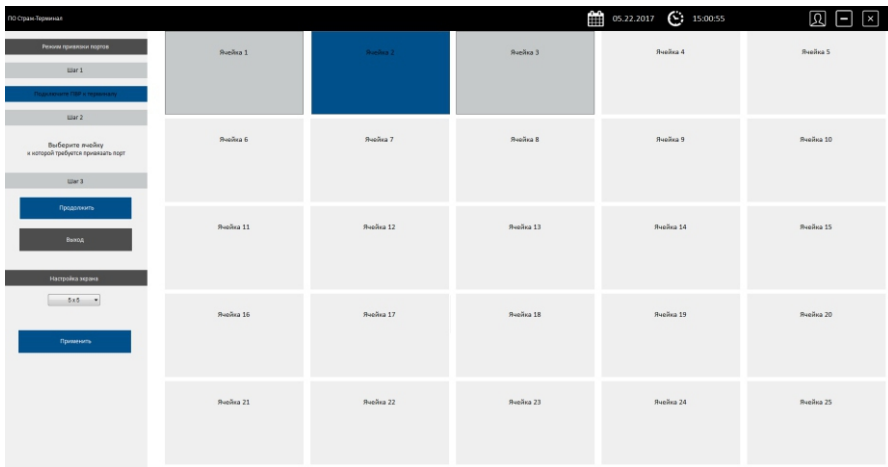 ПО Страж-Терминал
05.22.2017
15:00:55
Режим привязки портов
Шаг 1
Подключите ПВР к терминалу
Шаг 2
Выберите ячейку
к которой требуется привязать порт
Шаг 3
Продолжить
Выход
Настройка экрана
5x5
Применить
Ячейка 1
Ячейка 2
Ячейка 3
Ячейка 4
Ячейка 5
Ячейка 6
Ячейка 7
Ячейка 8
Ячейка 9
Ячейка 10
Ячейка 11
Ячейка 12
Ячейка 13
Ячейка 14
Ячейка 15
Ячейка 16
Ячейка 17
Ячейка 18
Ячейка 19
Ячейка 20
Ячейка 21
Ячейка 22
Ячейка 23
Ячейка 24
Ячейка 25